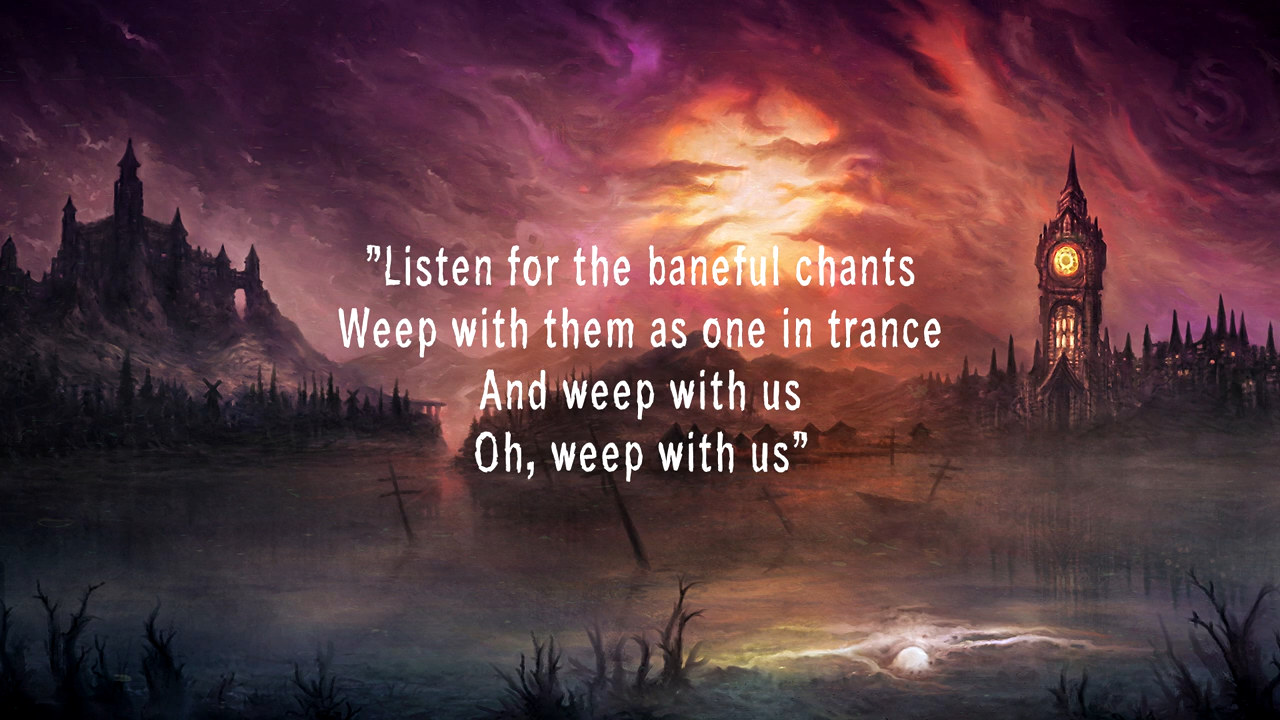 ”Listen for the baneful chants
Weep with them as one in trance
And weep with us
Oh, weep with us”